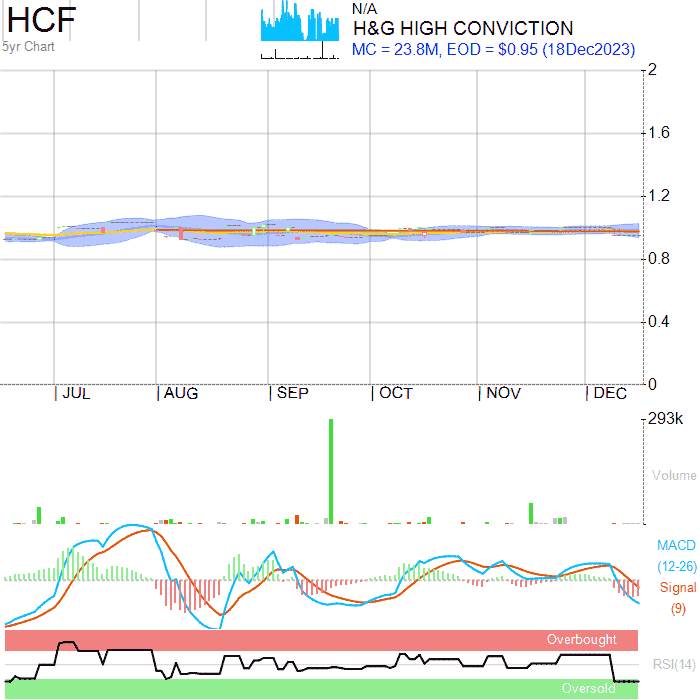 HCF
5yr Chart
N/A
H&G HIGH CONVICTION
MC = 23.8M, EOD = $0.95 (18Dec2023)
2
1.6
1.2
0.8
0.4
0
JUL AUG SEP OCT NOV DEC
293k
Volume
MACD
(12-26)
Signal
(9)
Overbought
RSI(14)
Oversold